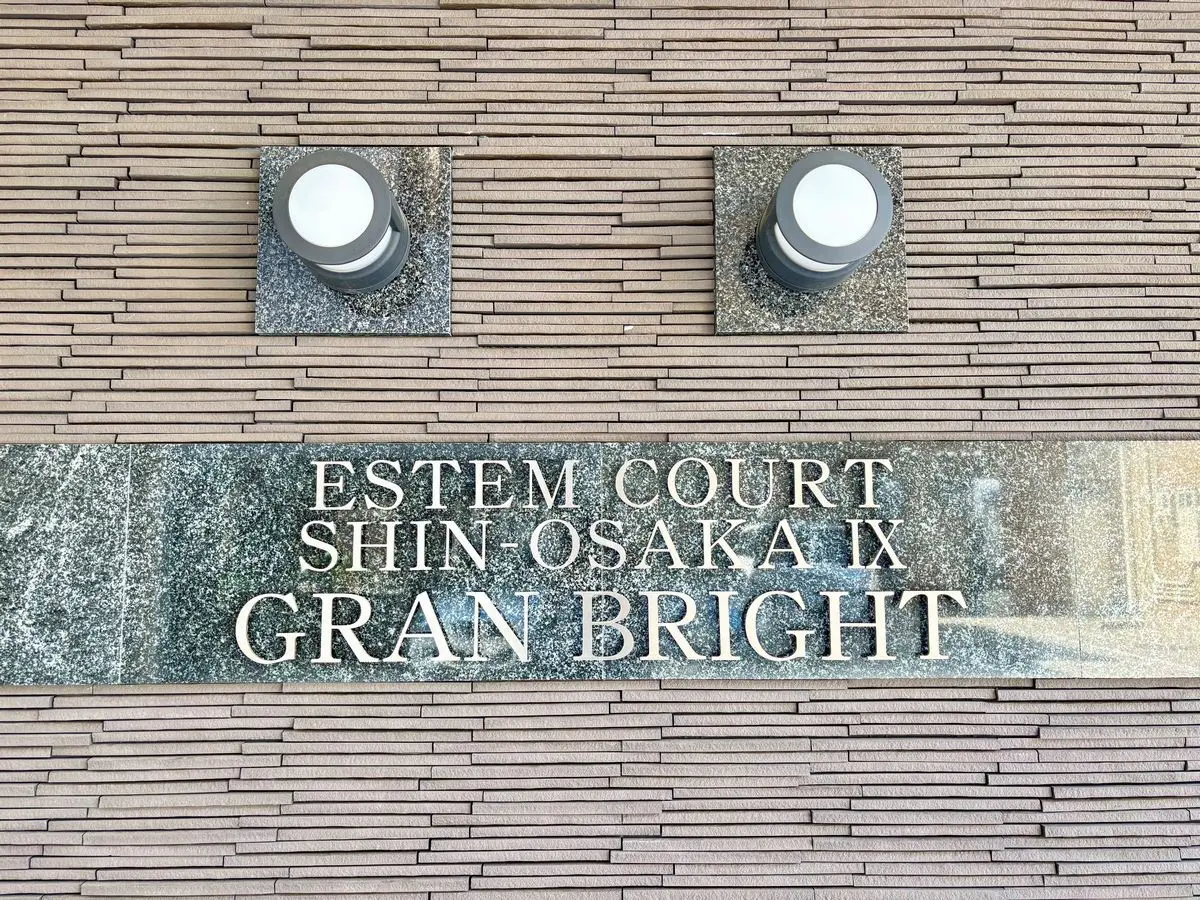 ESTEM COURT
SHIN-OSAKA IX
GRAN BRIGHT